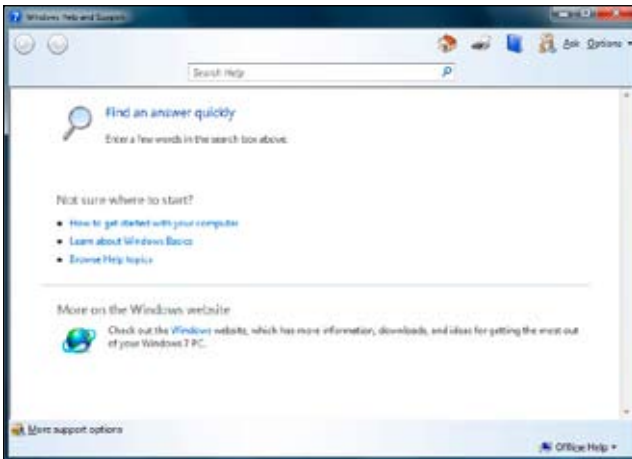 Windows Help and Support
Ask Options
Search Help
Find an answer quickly
Enter a few words in the search box above.
Not sure where to start?
How to get started with your computer
Learn about Windows Basics
Browse Help topics
More on the Windows website
Check out the Windows website, which has more information, downloads, and ideas for getting the most out
of your Windows 7 PC.
More support options
Offline Help